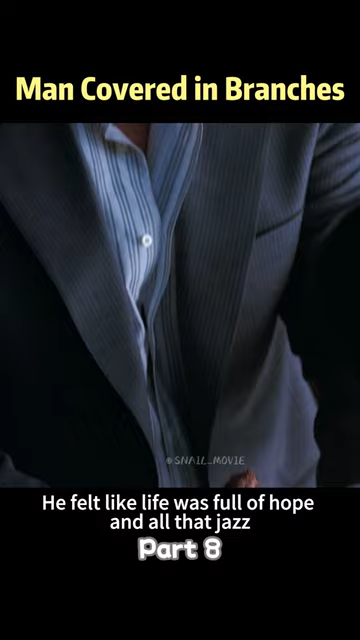 Man Covered in Branches
@SNAIL_MOVIE
He felt like life was full of hope
and all that jazz
Part 8